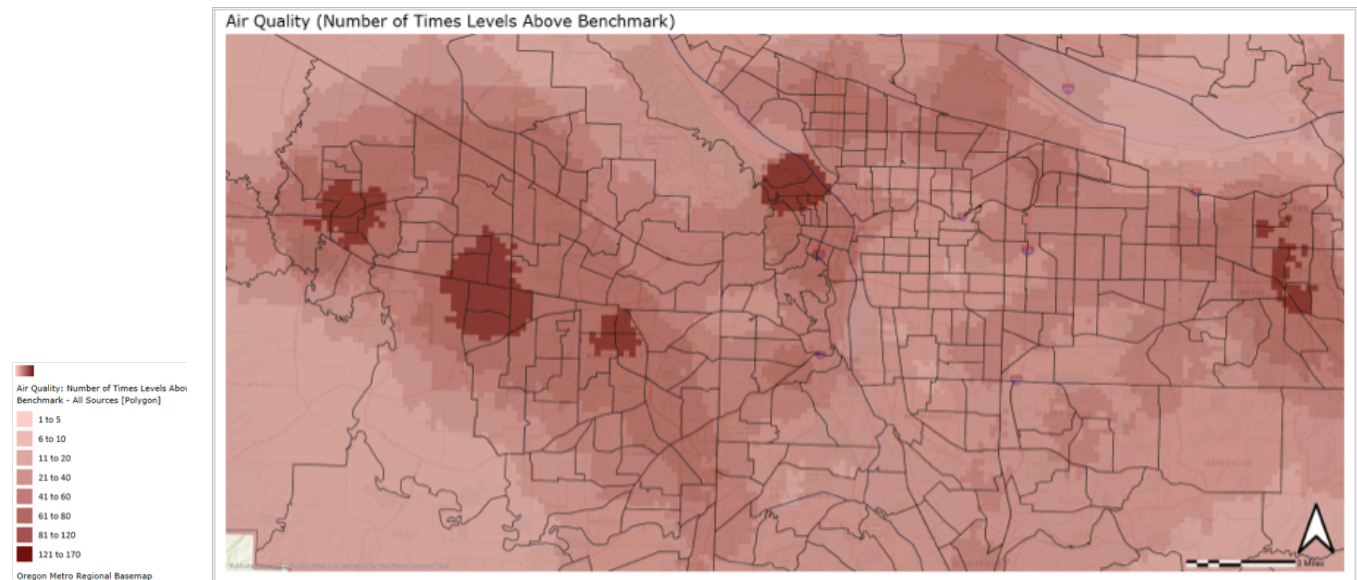 Air Quality (Number of Times Levels Above Benchmark)
Air Quality: Number of Times Levels Abov
Benchmark - All Sources [Polygon]
1 to 5
6 to 10
11 to 20
21 to 40
41 to 60
61 to 80
81 to 120
121 to 170
Oregon Metro Regional Basemap
3 Miles